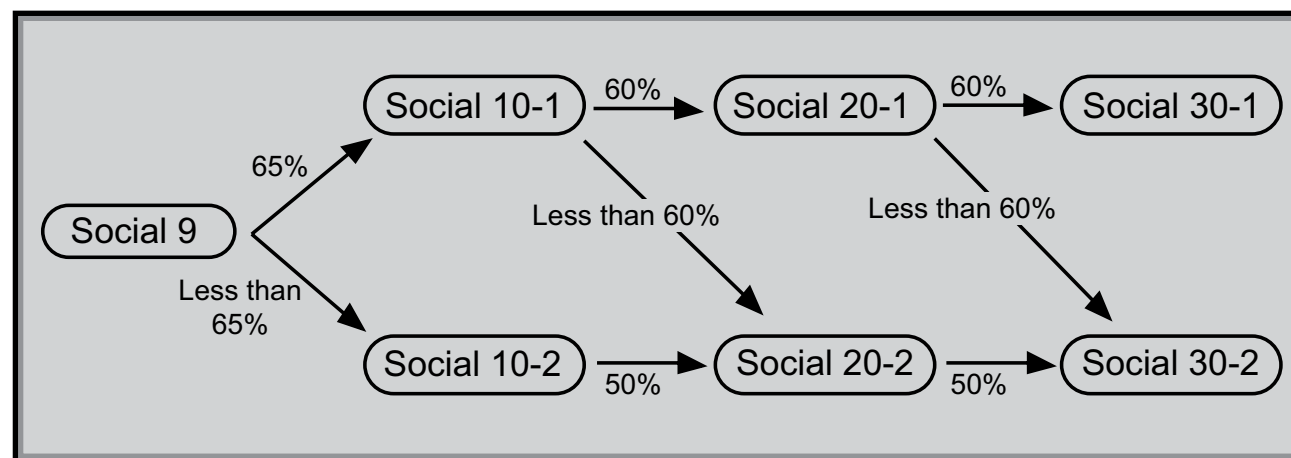 Social 10-1
60%
Social 20-1
60%
Social 30-1
65%
Less than 60%
Less than 60%
Social 9
Less than
65%
Social 10-2
50%
Social 20-2
50%
Social 30-2